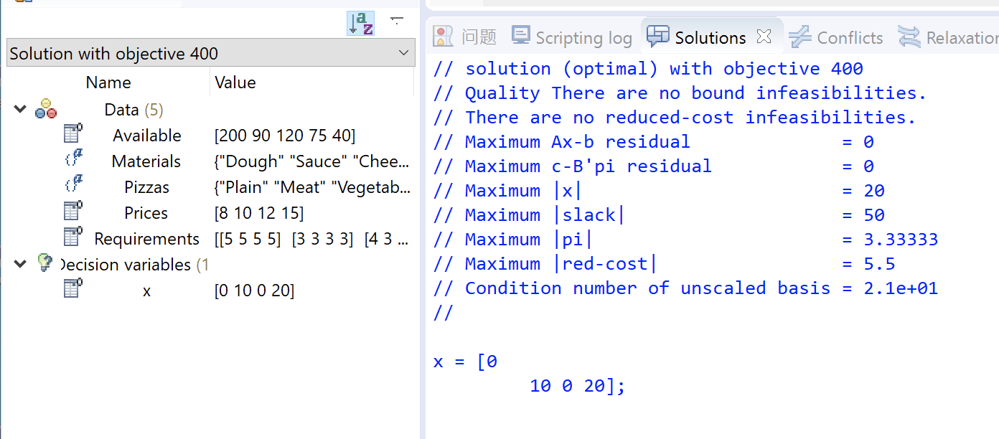 Solution with objective 400
Name Value
Data (5)
Available [200 90 120 75 40]
Materials {"Dough" "Sauce" "Chee...
Pizzas {"Plain" "Meat" "Vegetab...
Prices [8 10 12 15]
Requirements [[5 5 5 5] [3 3 3 3] [4 3 ...
Decision variables (1
x [0 10 0 20]
问题 Scripting log Solutions Conflicts Relaxation
// solution (optimal) with objective 400
// Quality There are no bound infeasibilities.
// There are no reduced-cost infeasibilities.
// Maximum Ax-b residual = 0
// Maximum c-B'pi residual = 0
// Maximum |x| = 20
// Maximum |slack| = 50
// Maximum |pi| = 3.33333
// Maximum |red-cost| = 5.5
// Condition number of unscaled basis = 2.1e+01
//
x = [0
10 0 20];